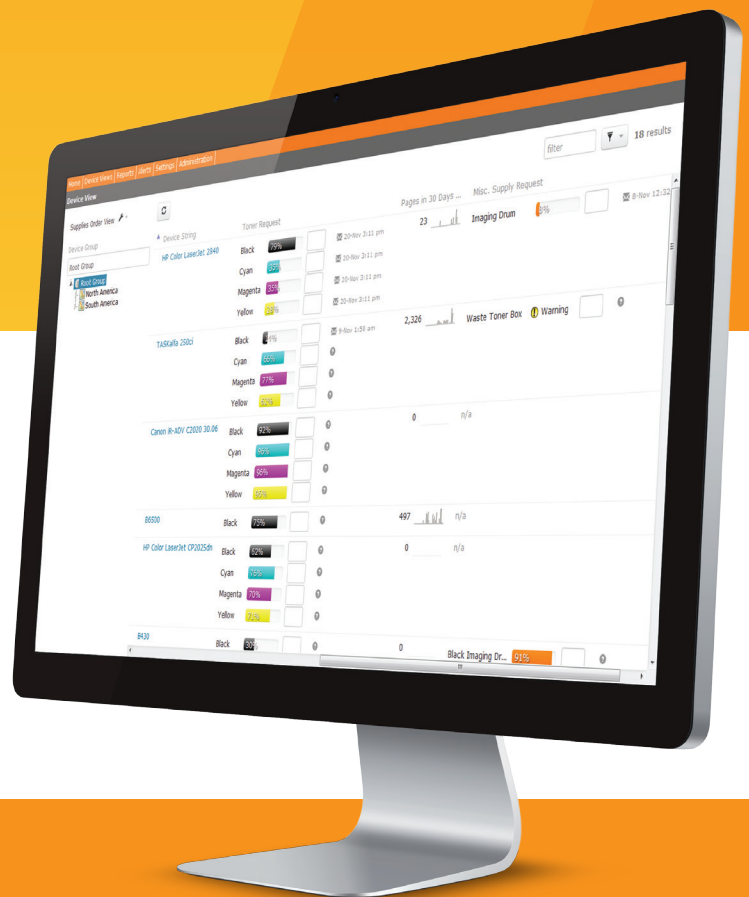 Home | Device Views | Reports | Alerts | Settings | Administration
Device View
filter
18 results
Supplies Order View
Device Group
Root Group
Root Group
North America
South America
Device String Toner Request Pages in 30 Days ... Misc. Supply Request
HP Color LaserJet 2840 Black 79% 20-Nov 3:11 pm 23 Imaging Drum 8-Nov 12:32
Cyan 20-Nov 3:11 pm
Magenta 35% 20-Nov 3:11 pm
Yellow 20-Nov 3:11 pm
TASKalfa 250ci Black 9-Nov 1:58 am 2,326 Waste Toner Box Warning
Cyan 66%
Magenta 77%
Yellow
Canon iR-ADV C2020 30.06 Black 92% 0 n/a
Cyan 96%
Magenta 96%
Yellow
B6500 Black 75% 497 n/a
HP Color LaserJet CP2025dn Black 0 n/a
Cyan
Magenta 70%
Yellow
B430 Black 30% 0 Black Imaging Dr... 91%